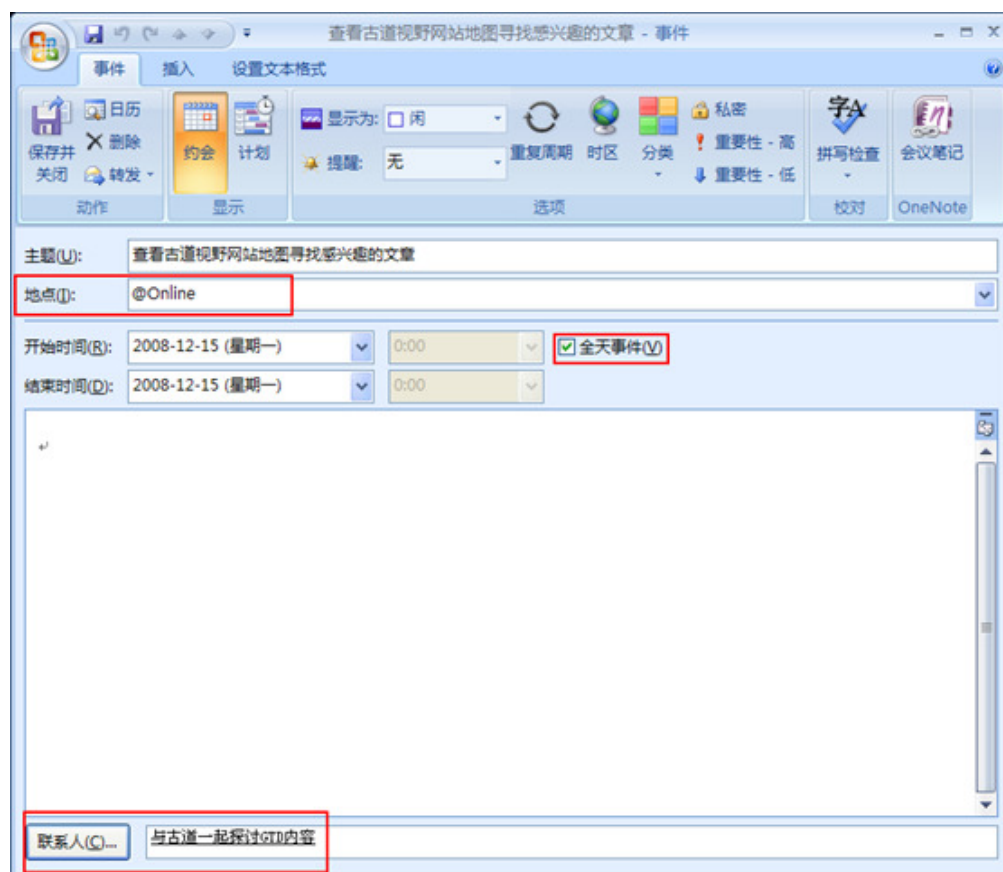 查看古道视野网站地图寻找感兴趣的文章 - 事件
事件 插入 设置文本格式
保存并关闭 日历 删除 转发
约会 计划
显示为: 闲
提醒: 无
重复周期 时区 分类
私密
重要性 - 高
重要性 - 低
字A
拼写检查
会议笔记
动作 显示 选项 校对 OneNote
主题(U): 查看古道视野网站地图寻找感兴趣的文章
地点(I): @Online
开始时间(R): 2008-12-15 (星期一) 0:00 全天事件(V)
结束时间(D): 2008-12-15 (星期一) 0:00
联系人(C)... 与古道一起探讨GTD内容